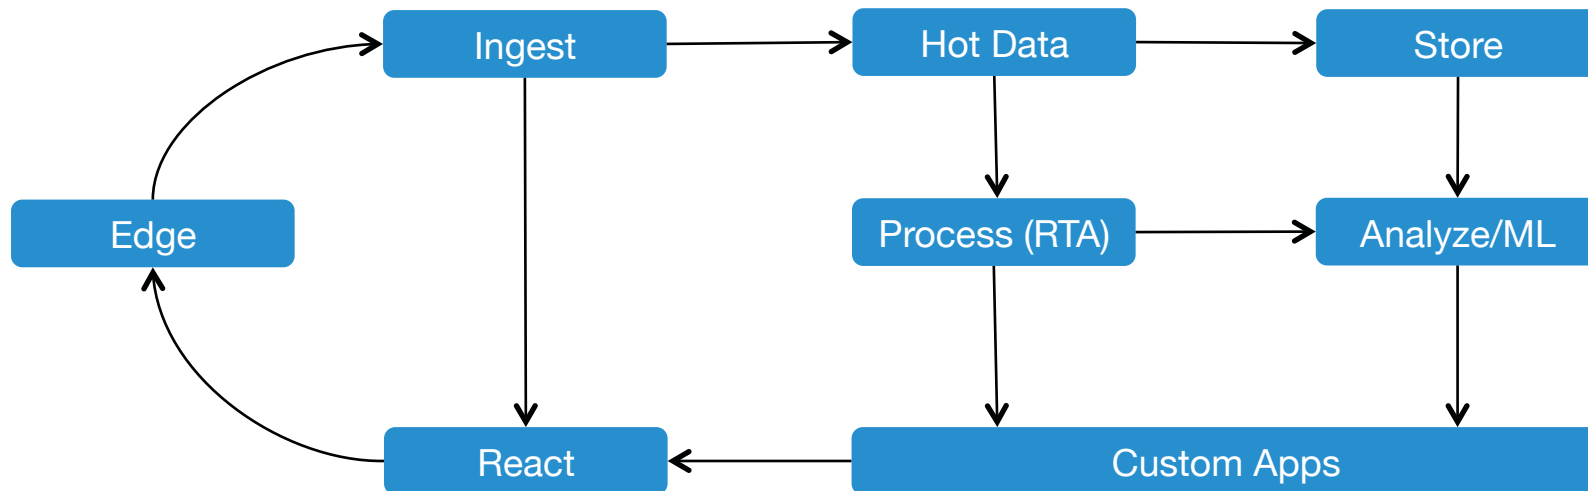 Ingest
Hot Data
Store
Edge
Process (RTA)
Analyze/ML
React
Custom Apps